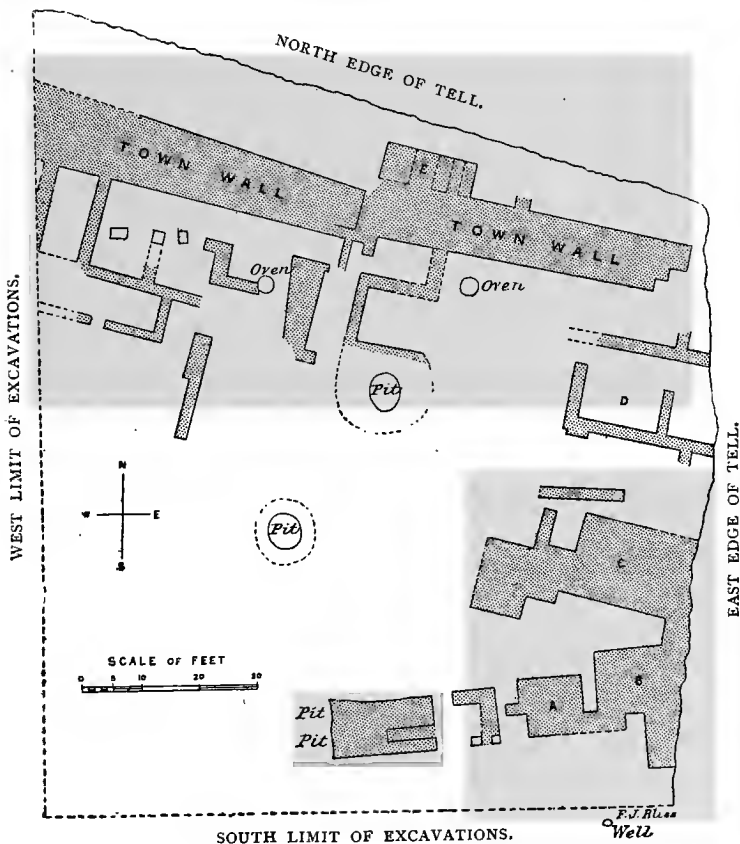 NORTH EDGE OF TELL.
TOWN WALL
E
TOWN WALL
Oven
Oven
WEST LIMIT OF EXCAVATIONS.
Pit
D
EAST EDGE OF TELL.
N
W E
S
Pit
C
SCALE OF FEET
0 5 10 20 30
B
A
Pit
Pit
F.J. Bliss
Well
SOUTH LIMIT OF EXCAVATIONS.